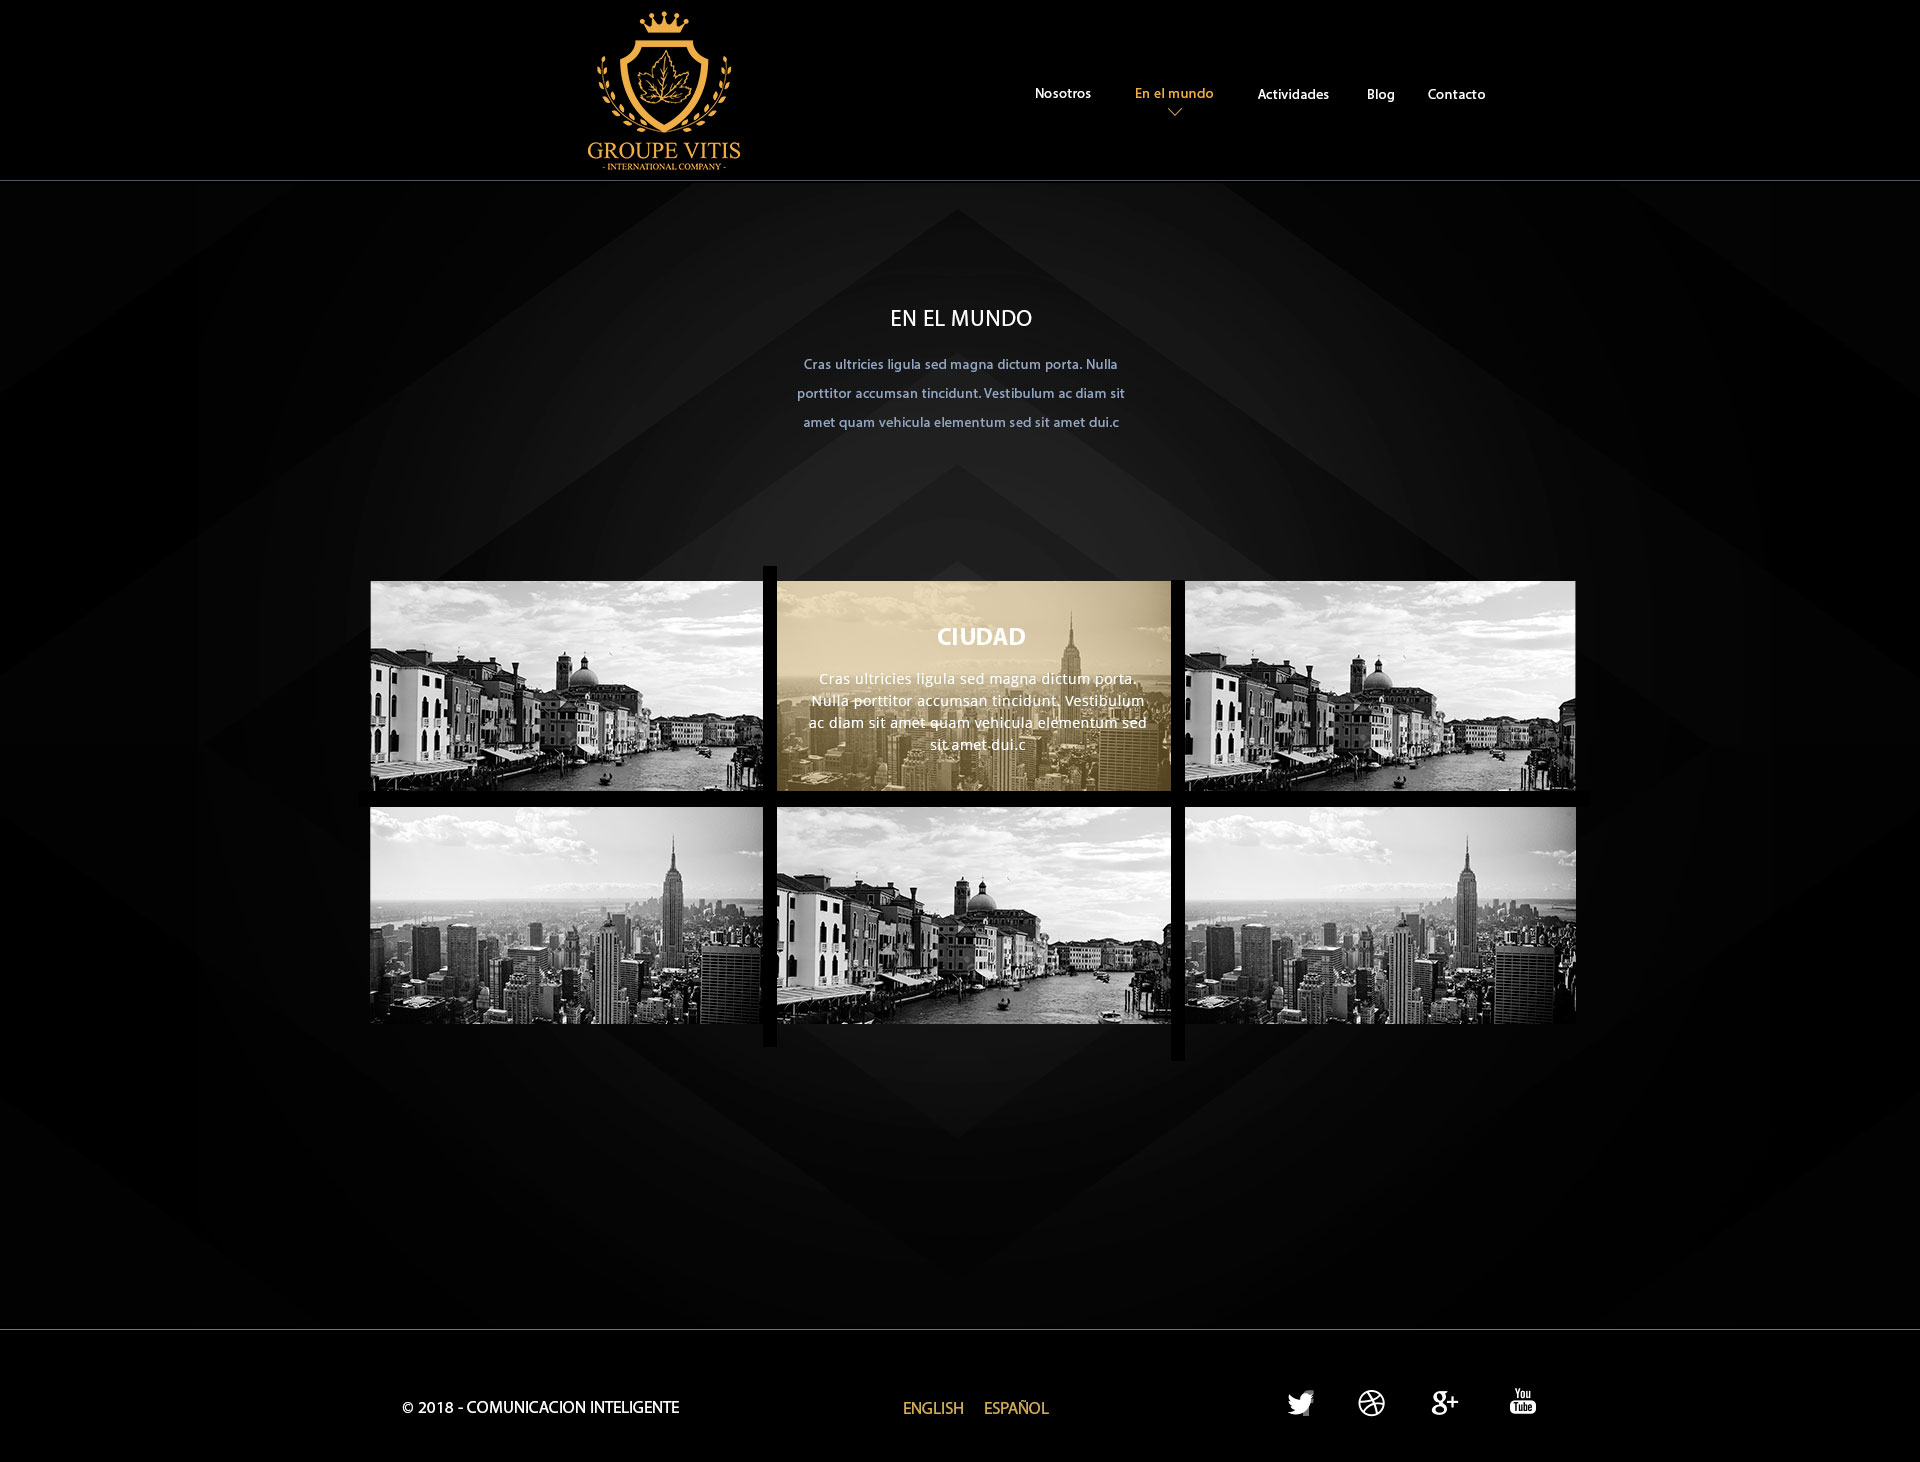 GROUPE VITIS
- INTERNATIONAL COMPANY -
Nosotros En el mundo Actividades Blog Contacto
EN EL MUNDO
Cras ultricies ligula sed magna dictum porta. Nulla
porttitor accumsan tincidunt. Vestibulum ac diam sit
amet quam vehicula elementum sed sit amet dui.c
CIUDAD
Cras ultricies ligula sed magna dictum porta.
Nulla porttitor accumsan tincidunt. Vestibulum
ac diam sit amet quam vehicula elementum sed
sit amet dui.c
© 2018 - COMUNICACION INTELIGENTE
ENGLISH ESPAÑOL
g+
You
Tube